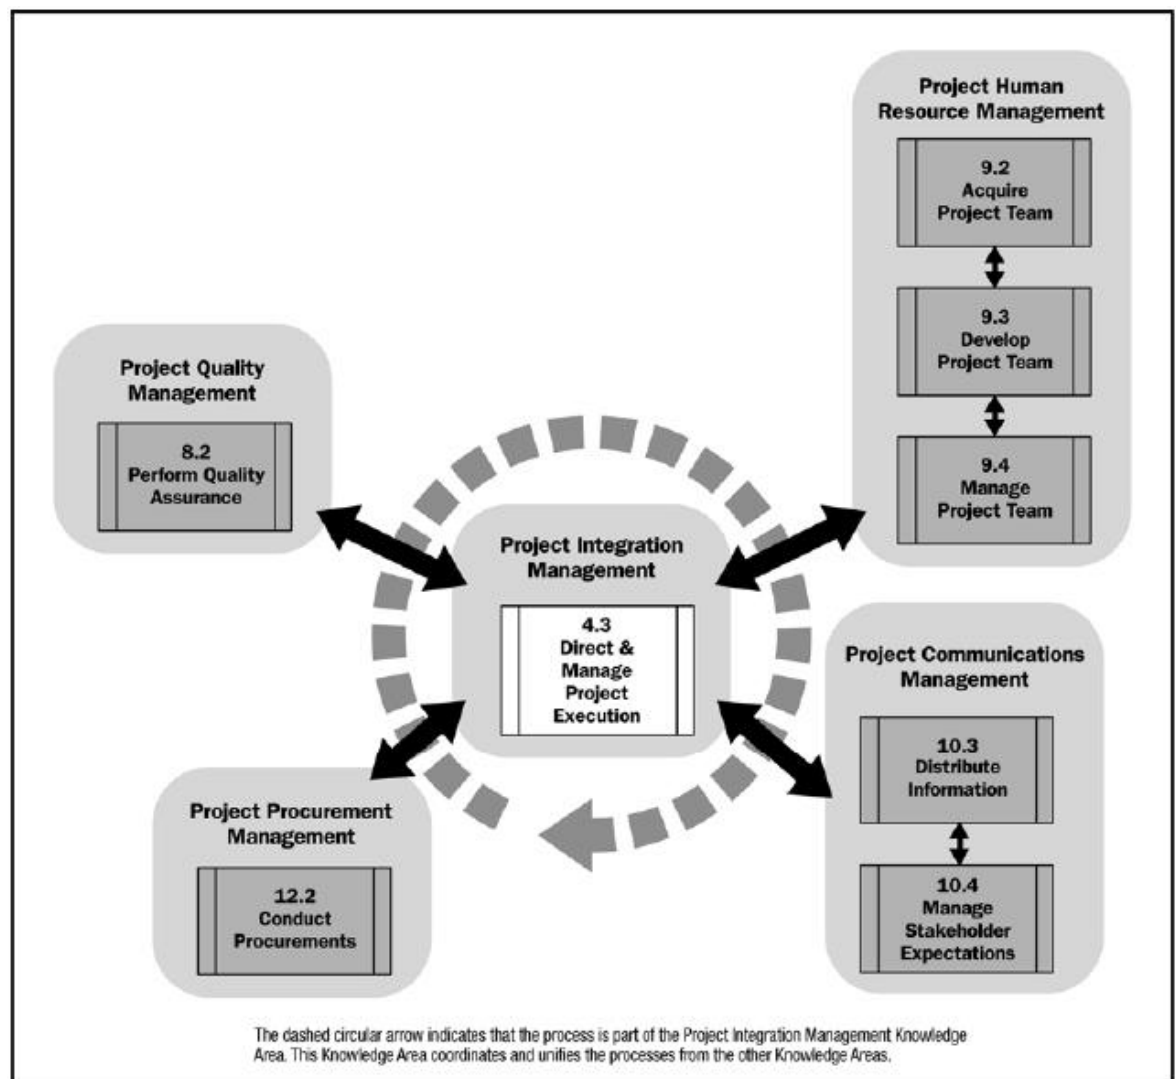 Project Human
Resource Management
9.2
Acquire
Project Team
9.3
Develop
Project Team
9.4
Manage
Project Team
Project Quality
Management
8.2
Perform Quality
Assurance
Project Integration
Management
4.3
Direct &
Manage
Project
Execution
Project Communications
Management
10.3
Distribute
Information
10.4
Manage
Stakeholder
Expectations
Project Procurement
Management
12.2
Conduct
Procurements
The dashed circular arrow indicates that the process is part of the Project Integration Management Knowledge
Area. This Knowledge Area coordinates and unifies the processes from the other Knowledge Areas.